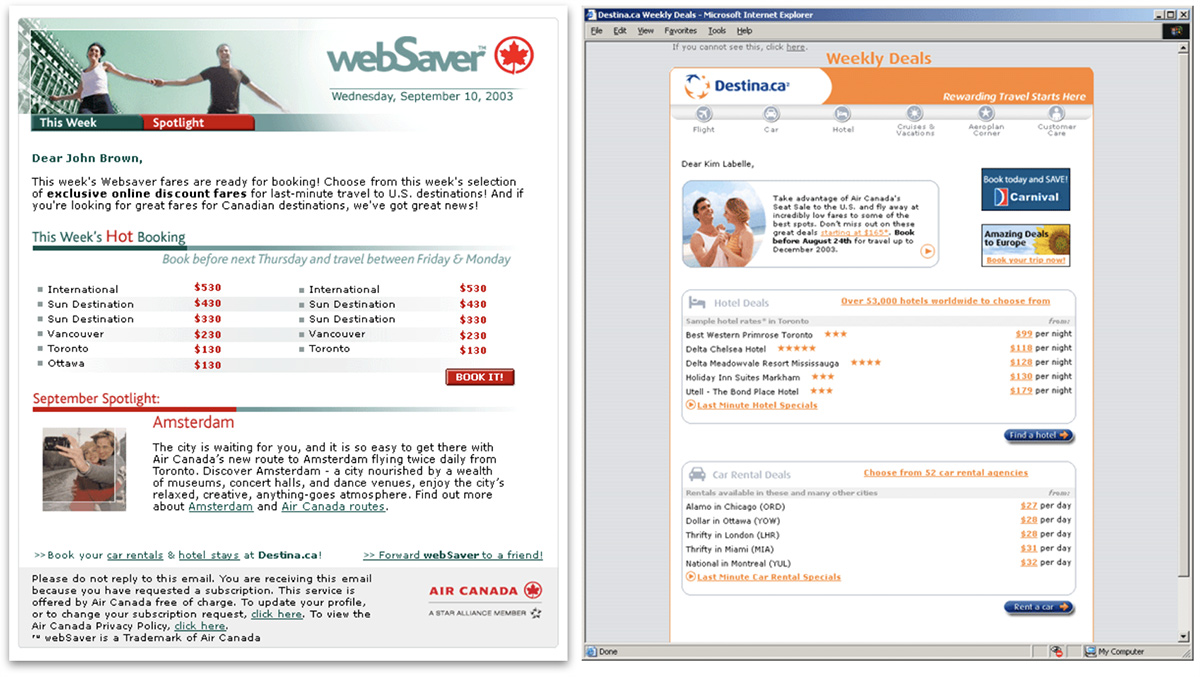 webSaver™
Wednesday, September 10, 2003
This Week
Spotlight
Dear John Brown,
This week's Websaver fares are ready for booking! Choose from this week's selection
of exclusive online discount fares for last-minute travel to U.S. destinations! And if
you're looking for great fares for Canadian destinations, we've got great news!
This Week's Hot Booking
Book before next Thursday and travel between Friday & Monday
International $530 International $530
Sun Destination $430 Sun Destination $430
Sun Destination $330 Sun Destination $330
Vancouver $230 Vancouver $230
Toronto $130 Toronto $130
Ottawa $130
BOOK IT!
September Spotlight:
Amsterdam
The city is waiting for you, and it is so easy to get there with
Air Canada's new route to Amsterdam flying twice daily from
Toronto. Discover Amsterdam - a city nourished by a wealth
of museums, concert halls, and dance venues, enjoy the city's
relaxed, creative, anything-goes atmosphere. Find out more
about Amsterdam and Air Canada routes.
>> Book your car rentals & hotel stays at Destina.ca!
>> Forward webSaver to a friend!
Please do not reply to this email. You are receiving this email
because you have requested a subscription. This service is
offered by Air Canada free of charge. To update your profile,
or to change your subscription request, click here. To view the
Air Canada Privacy Policy, click here.
™ webSaver is a Trademark of Air Canada
AIR CANADA
A STAR ALLIANCE MEMBER
Destina.ca Weekly Deals - Microsoft Internet Explorer
File Edit View Favorites Tools Help
If you cannot see this, click here.
Weekly Deals
Destina.ca
Rewarding Travel Starts Here
Flight
Car
Hotel
Cruises &
Vacations
Aeroplan
Corner
Customer
Care
Dear Kim Labelle,
Take advantage of Air Canada's
Seat Sale to the U.S. and fly away at
incredibly low fares to some of the
best spots. Don't miss out on these
great deals starting at $165*. Book
before August 24th for travel up to
December 2003.
Book today and SAVE!
Carnival
Amazing Deals
to Europe
Book your trip now!
Hotel Deals
Over 53,000 hotels worldwide to choose from
Sample hotel rates* in Toronto from:
Best Western Primrose Toronto ★★★ $99 per night
Delta Chelsea Hotel ★★★★★ $118 per night
Delta Meadowvale Resort Mississauga ★★★★ $128 per night
Holiday Inn Suites Markham ★★★ $130 per night
Utell - The Bond Place Hotel ★★★ $179 per night
Last Minute Hotel Specials
Find a hotel
Car Rental Deals
Choose from 52 car rental agencies
Rentals available in these and many other cities from:
Alamo in Chicago (ORD) $27 per day
Dollar in Ottawa (YOW) $28 per day
Thrifty in London (LHR) $28 per day
Thrifty in Miami (MIA) $31 per day
National in Montreal (YUL) $32 per day
Last Minute Car Rental Specials
Rent a car
Done
My Computer